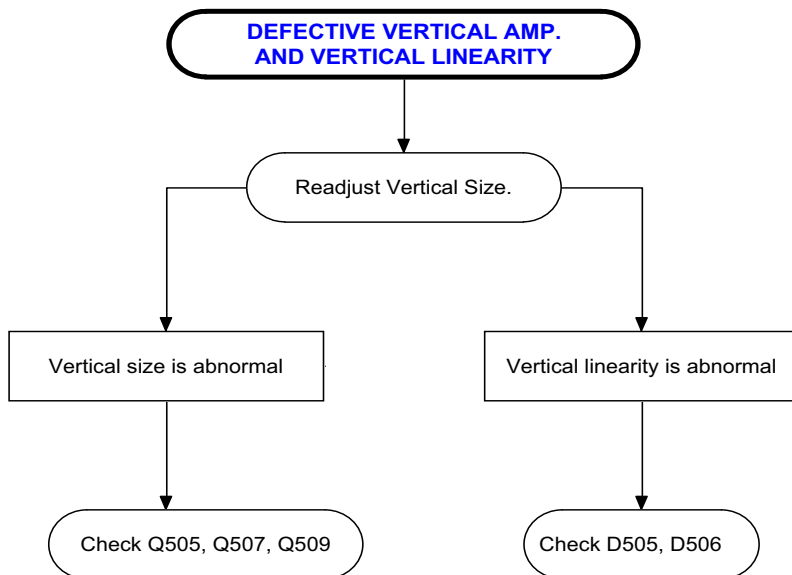 DEFECTIVE VERTICAL AMP.
AND VERTICAL LINEARITY
Readjust Vertical Size.
Vertical size is abnormal
Vertical linearity is abnormal
Check Q505, Q507, Q509
Check D505, D506